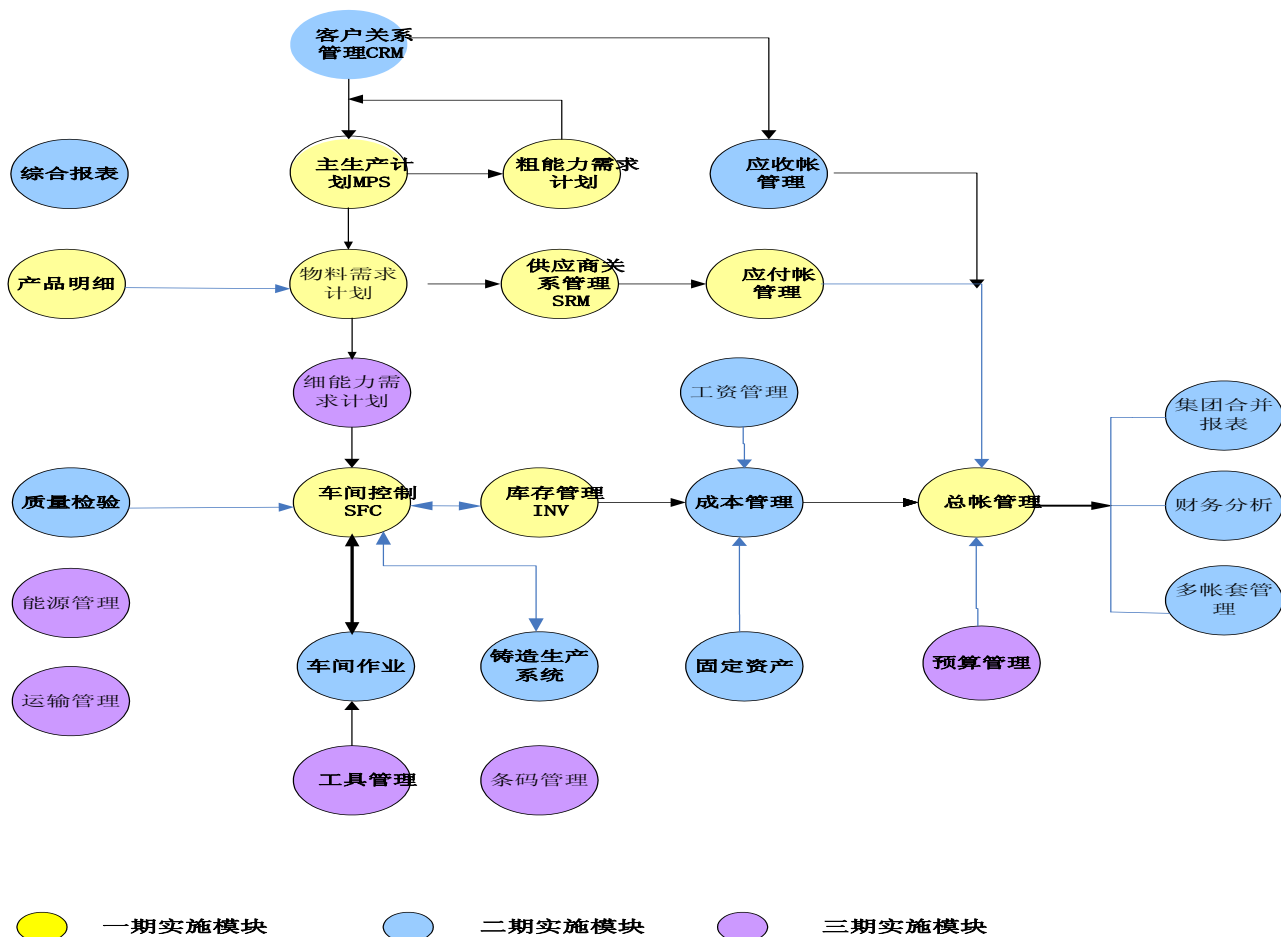 客户关系
管理CRM
综合报表
主生产计
划MPS
粗能力需求
计划
应收帐
管理
产品明细
物料需求
计划
供应商关
系管理
SRM
应付帐
管理
细能力需
求计划
工资管理
集团合并
报表
质量检验
车间控制
SFC
库存管理
INV
成本管理
总帐管理
财务分析
能源管理
多帐套管
理
车间作业
铸造生产
系统
固定资产
预算管理
运输管理
工具管理
条码管理
一期实施模块
二期实施模块
三期实施模块